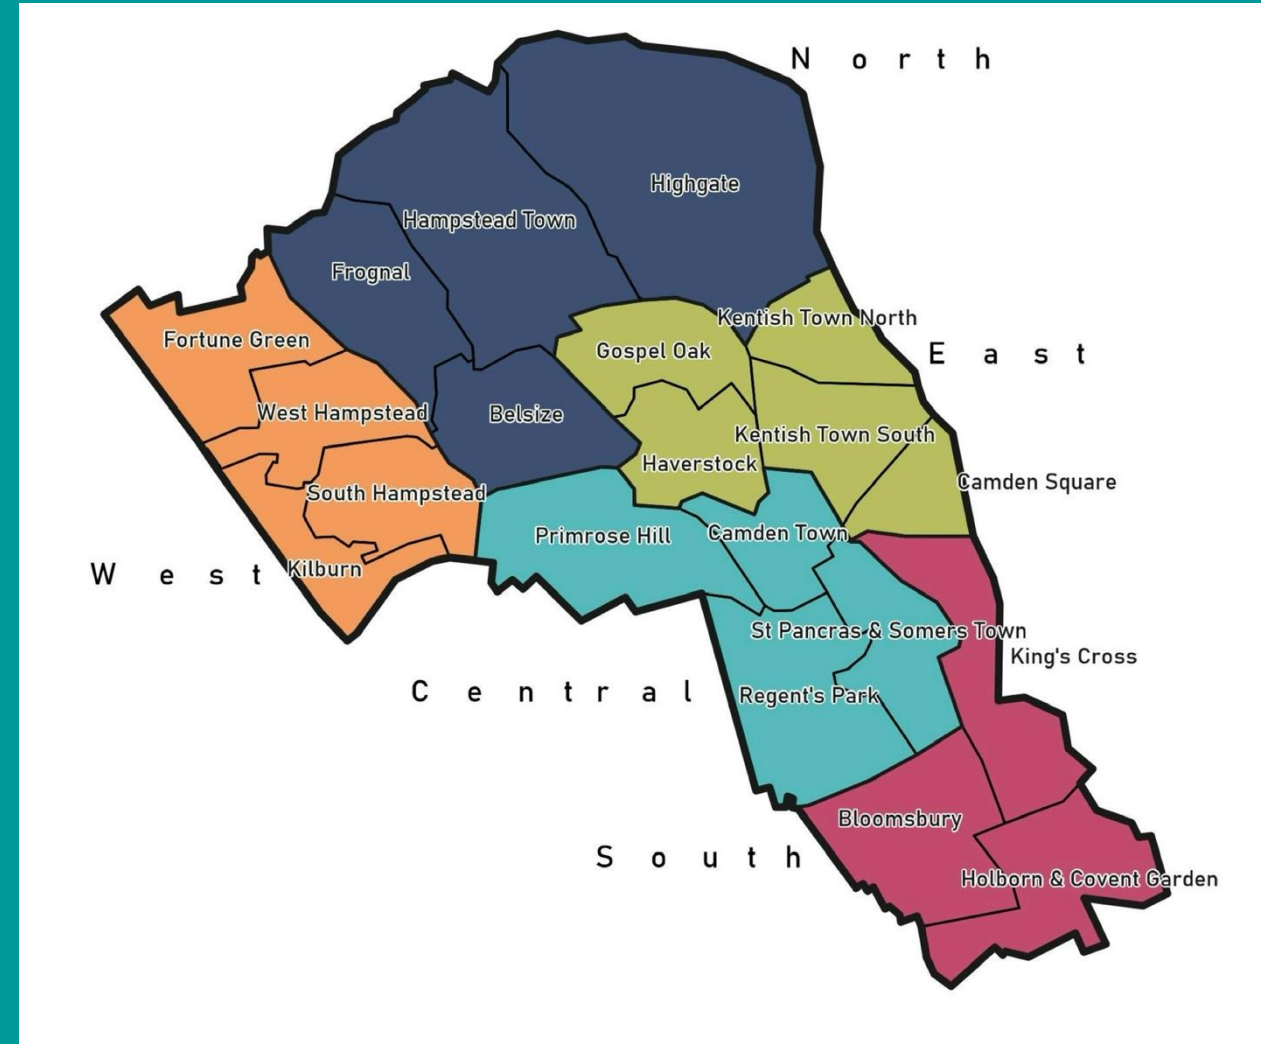 N o r t h
Highgate
Hampstead Town
Frognal
Kentish Town North
Fortune Green
Gospel Oak
E a s t
West Hampstead
Belsize
Kentish Town South
Haverstock
Camden Square
South Hampstead
Primrose Hill
Camden Town
Kilburn
W e s t
St Pancras & Somers Town
King's Cross
C e n t r a l
Regent's Park
Bloomsbury
S o u t h
Holborn & Covent Garden